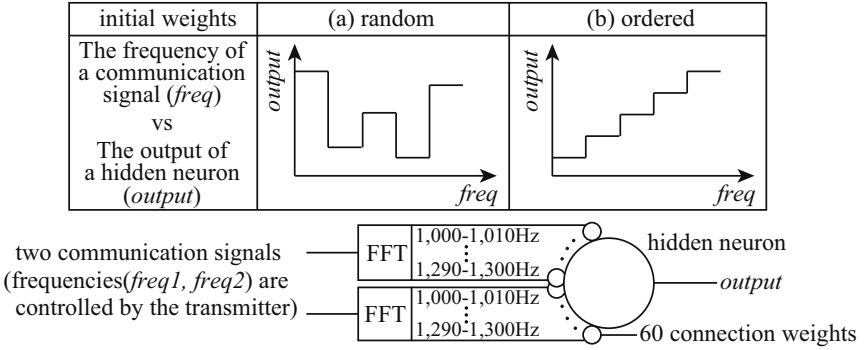 initial weights
(a) random
(b) ordered
The frequency of
a communication
signal (freq)
vs
The output of
a hidden neuron
(output)
output
freq
output
freq
two communication signals
(frequencies(freq1, freq2) are
controlled by the transmitter)
FFT
1,000-1,010Hz
1,290-1,300Hz
FFT
1,000-1,010Hz
1,290-1,300Hz
hidden neuron
output
60 connection weights